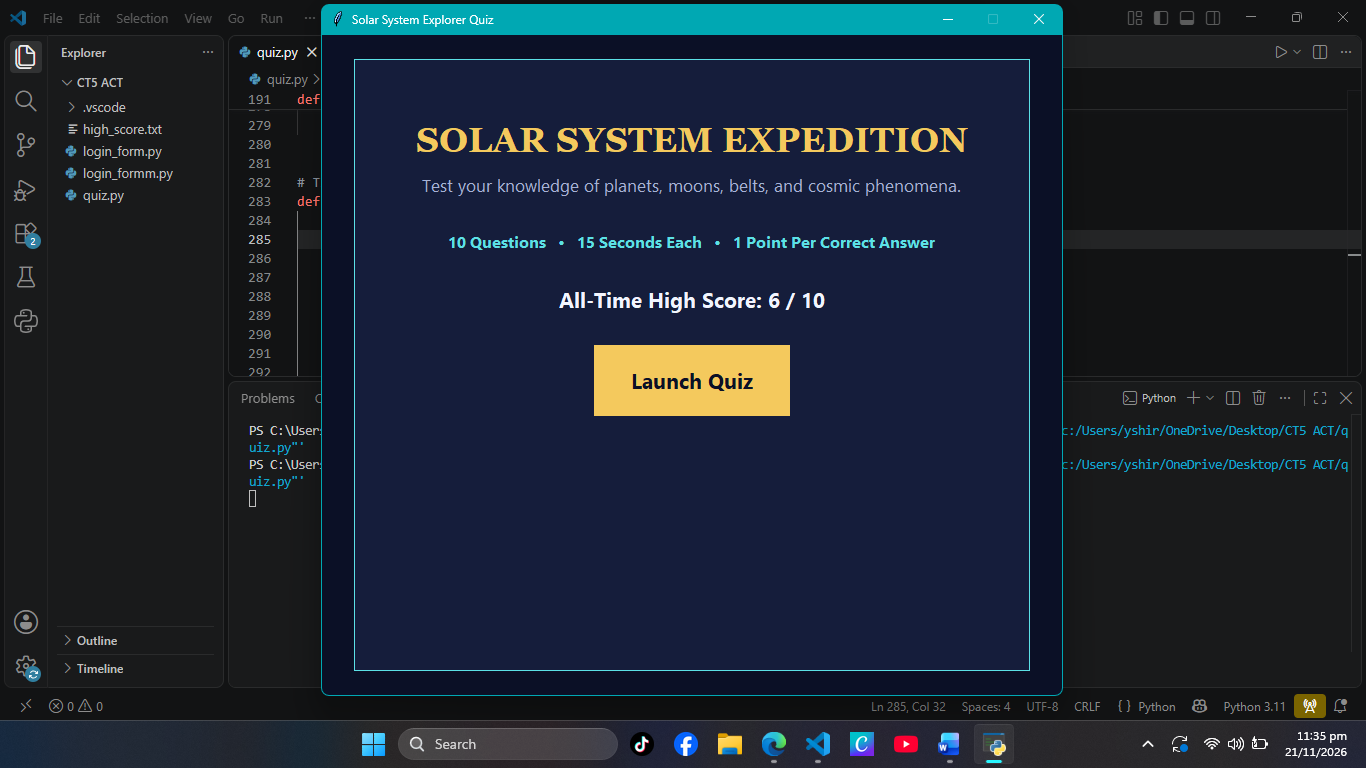 File Edit Selection View Go Run ···
Solar System Explorer Quiz
Explorer ···
CT5 ACT
.vscode
high_score.txt
login_form.py
login_formm.py
quiz.py
Outline
Timeline
quiz.py
quiz.py
191 def
279
280
281
282 # T
283 def
284
285
286
287
288
289
290
291
292
SOLAR SYSTEM EXPEDITION
Test your knowledge of planets, moons, belts, and cosmic phenomena.
10 Questions • 15 Seconds Each • 1 Point Per Correct Answer
All-Time High Score: 6 / 10
Launch Quiz
Problems
Python
PS C:\Users c:/Users/yshir/OneDrive/Desktop/CT5 ACT/q
uiz.py"'
PS C:\Users c:/Users/yshir/OneDrive/Desktop/CT5 ACT/q
uiz.py"'
2
0 0
Ln 285, Col 32 Spaces: 4 UTF-8 CRLF { } Python Python 3.11
Search
11:35 pm
21/11/2026